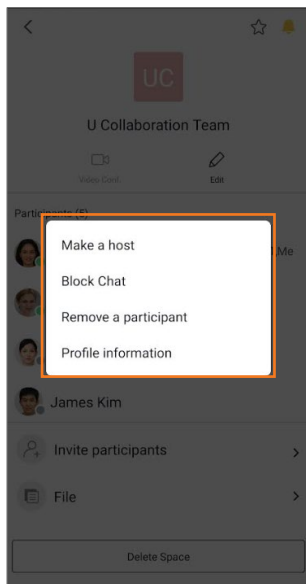 UC
U Collaboration Team
Video Conf.
Edit
Participants (5)
Me
Make a host
Block Chat
Remove a participant
Profile information
James Kim
Invite participants
File
Delete Space